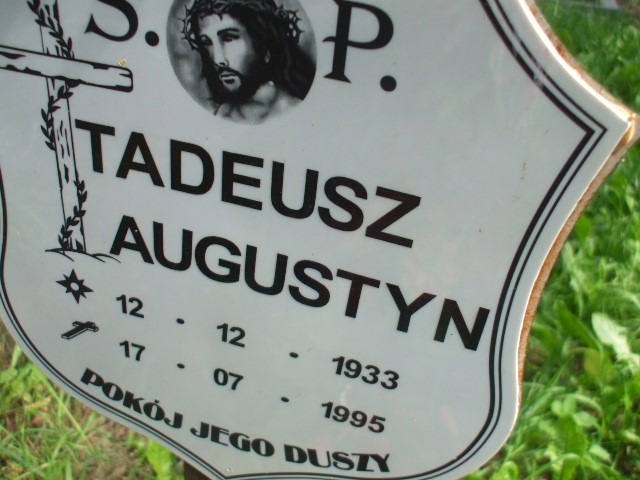 S. P.
TADEUSZ
AUGUSTYN
12 . 12 . 1933
17 . 07 . 1995
POKÓJ JEGO DUSZY